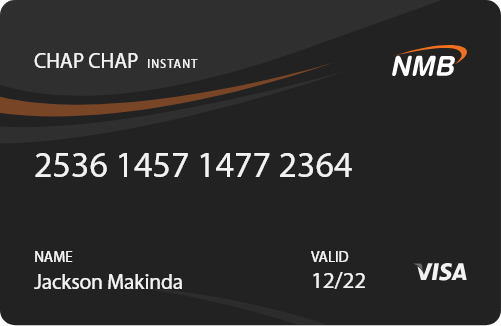 CHAP CHAP INSTANT
NMB
2536 1457 1477 2364
NAME
VALID
Jackson Makinda
12/22
VISA